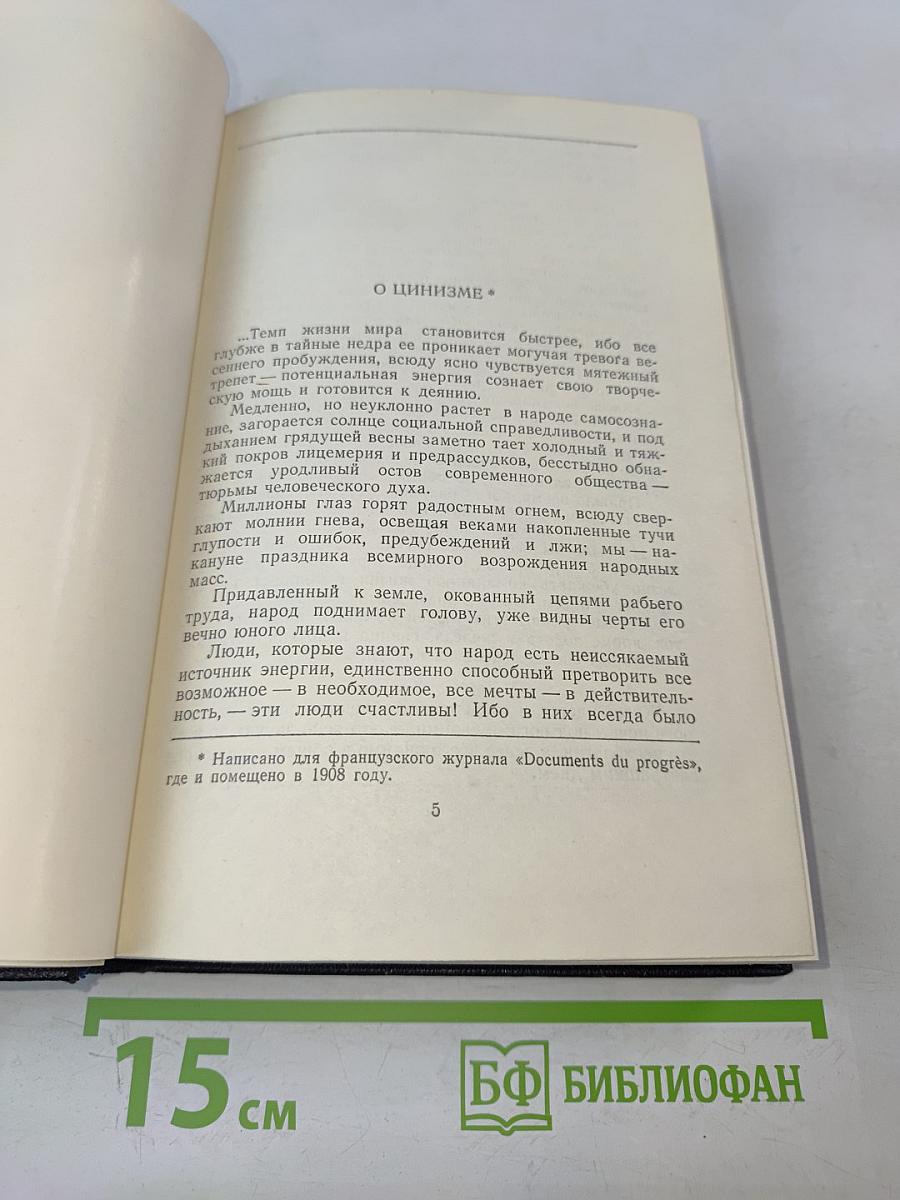 О ЦИНИЗМЕ *
...Темп жизни мира становится быстрее, ибо все
глубже в тайные недра ее проникает могучая тревога ве-
сеннего пробуждения, всюду ясно чувствуется мятежный
трепет — потенциальная энергия сознает свою творче-
скую мощь и готовится к деянию.
Медленно, но неуклонно растет в народе самосозна-
ние, загорается солнце социальной справедливости, и под
дыханием грядущей весны заметно тает холодный и тяж-
кий покров лицемерия и предрассудков, бесстыдно обна-
жается уродливый остов современного общества —
тюрьмы человеческого духа.
Миллионы глаз горят радостным огнем, всюду свер-
кают молнии гнева, освещая веками накопленные тучи
глупости и ошибок, предубеждений и лжи; мы — на-
кануне праздника всемирного возрождения народных
масс.
Придавленный к земле, окованный цепями рабьего
труда, народ поднимает голову, уже видны черты его
вечно юного лица.
Люди, которые знают, что народ есть неиссякаемый
источник энергии, единственно способный претворить все
возможное — в необходимое, все мечты — в действитель-
ность, — эти люди счастливы! Ибо в них всегда было
* Написано для французского журнала «Documents du progrès»,
где и помещено в 1908 году.
5
15 см
БФ БИБЛИОФАН